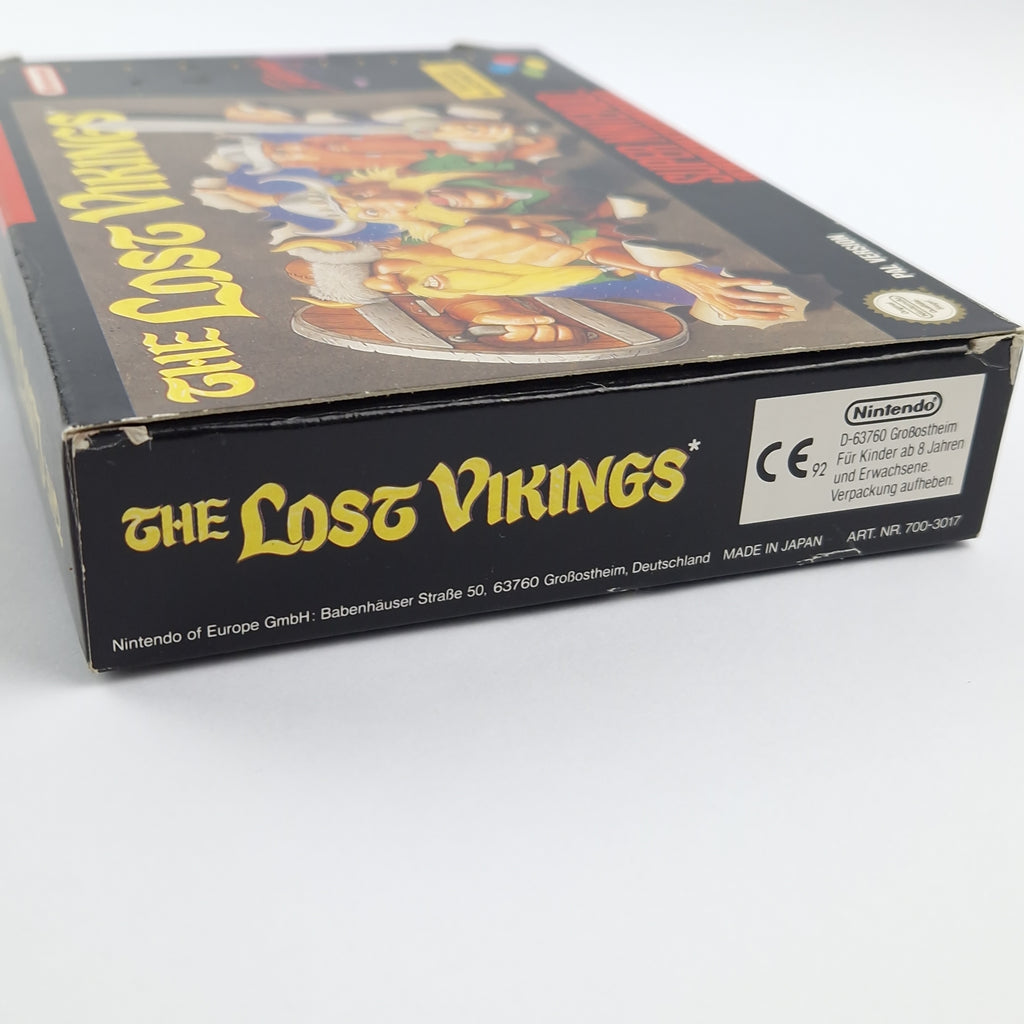 THE LOST VIKINGS
SUPER NINTENDO
PAL VERSION
THE LOST VIKINGS*
Nintendo
D-63760 Großostheim
CE 92
Für Kinder ab 8 Jahren
und Erwachsene.
Verpackung aufheben.
Nintendo of Europe GmbH: Babenhäuser Straße 50, 63760 Großostheim, Deutschland MADE IN JAPAN ART. NR. 700-3017